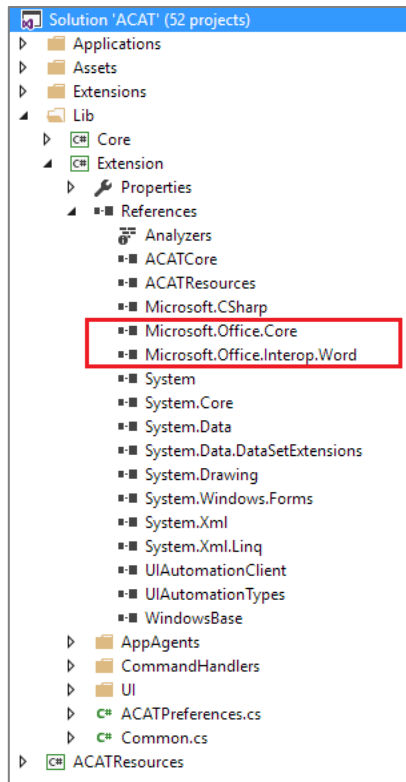 Solution 'ACAT' (52 projects)
Applications
Assets
Extensions
Lib
C# Core
C# Extension
Properties
References
Analyzers
ACATCore
ACATResources
Microsoft.CSharp
Microsoft.Office.Core
Microsoft.Office.Interop.Word
System
System.Core
System.Data
System.Data.DataSetExtensions
System.Drawing
System.Windows.Forms
System.Xml
System.Xml.Linq
UIAutomationClient
UIAutomationTypes
WindowsBase
AppAgents
CommandHandlers
UI
C# ACATPreferences.cs
C# Common.cs
C# ACATResources